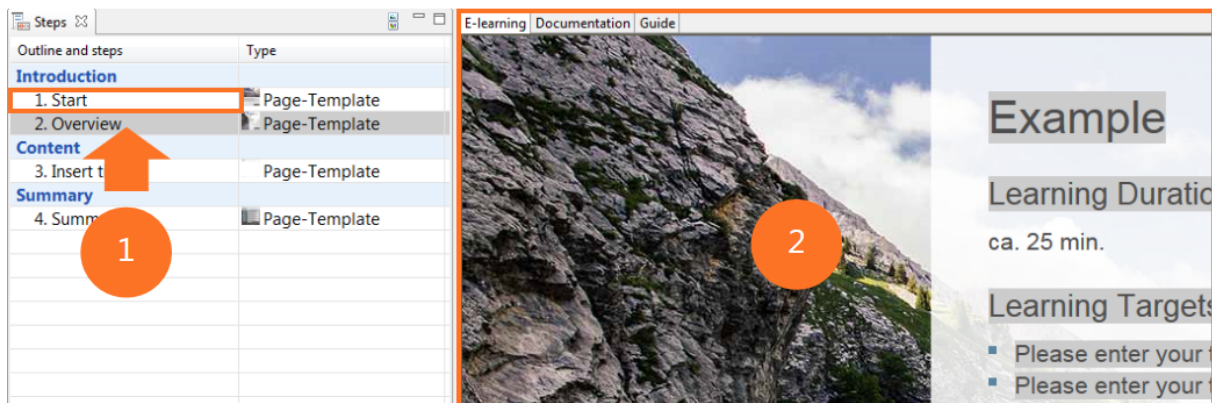 Steps
Outline and steps Type
Introduction
1. Start Page-Template
2. Overview Page-Template
Content
3. Insert t Page-Template
Summary
4. Summ Page-Template
1
E-learning Documentation Guide
Example
Learning Duratio
ca. 25 min.
Learning Targets
Please enter your t
Please enter your t
2